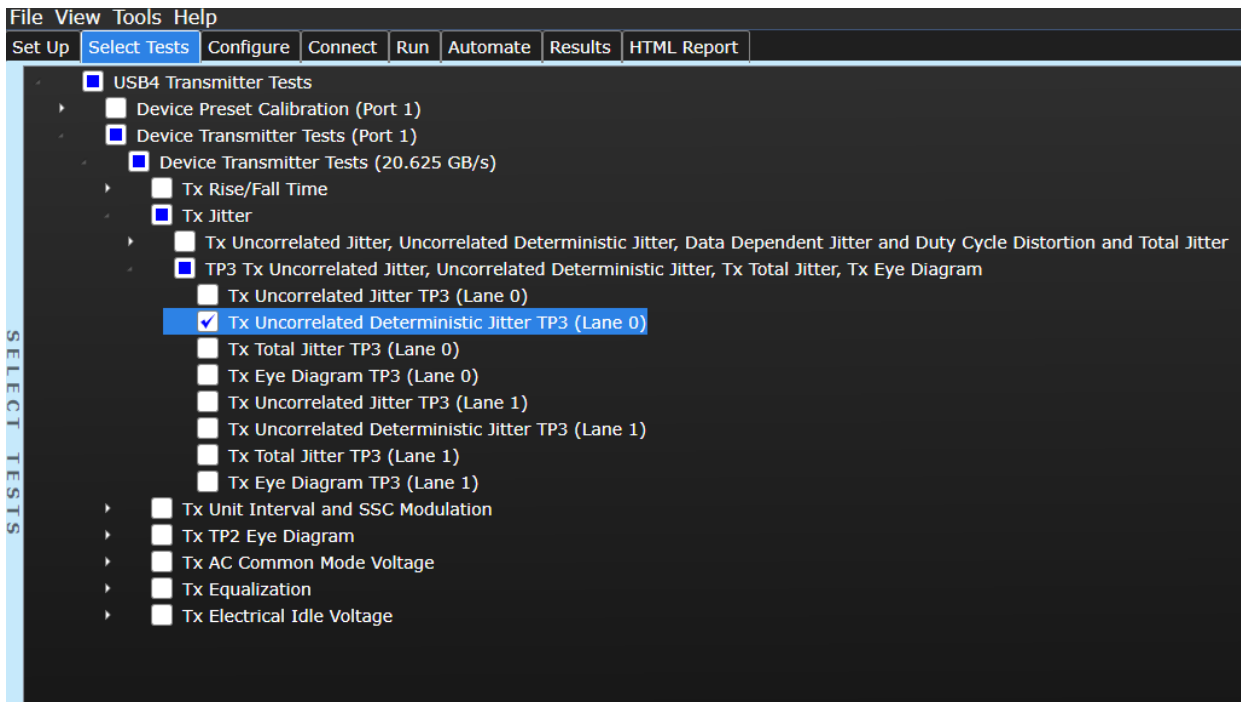 File View Tools Help
Set Up Select Tests Configure Connect Run Automate Results HTML Report
USB4 Transmitter Tests
Device Preset Calibration (Port 1)
Device Transmitter Tests (Port 1)
Device Transmitter Tests (20.625 GB/s)
Tx Rise/Fall Time
Tx Jitter
Tx Uncorrelated Jitter, Uncorrelated Deterministic Jitter, Data Dependent Jitter and Duty Cycle Distortion and Total Jitter
TP3 Tx Uncorrelated Jitter, Uncorrelated Deterministic Jitter, Tx Total Jitter, Tx Eye Diagram
Tx Uncorrelated Jitter TP3 (Lane 0)
Tx Uncorrelated Deterministic Jitter TP3 (Lane 0)
Tx Total Jitter TP3 (Lane 0)
Tx Eye Diagram TP3 (Lane 0)
Tx Uncorrelated Jitter TP3 (Lane 1)
Tx Uncorrelated Deterministic Jitter TP3 (Lane 1)
Tx Total Jitter TP3 (Lane 1)
Tx Eye Diagram TP3 (Lane 1)
Tx Unit Interval and SSC Modulation
Tx TP2 Eye Diagram
Tx AC Common Mode Voltage
Tx Equalization
Tx Electrical Idle Voltage
SELECT TESTS